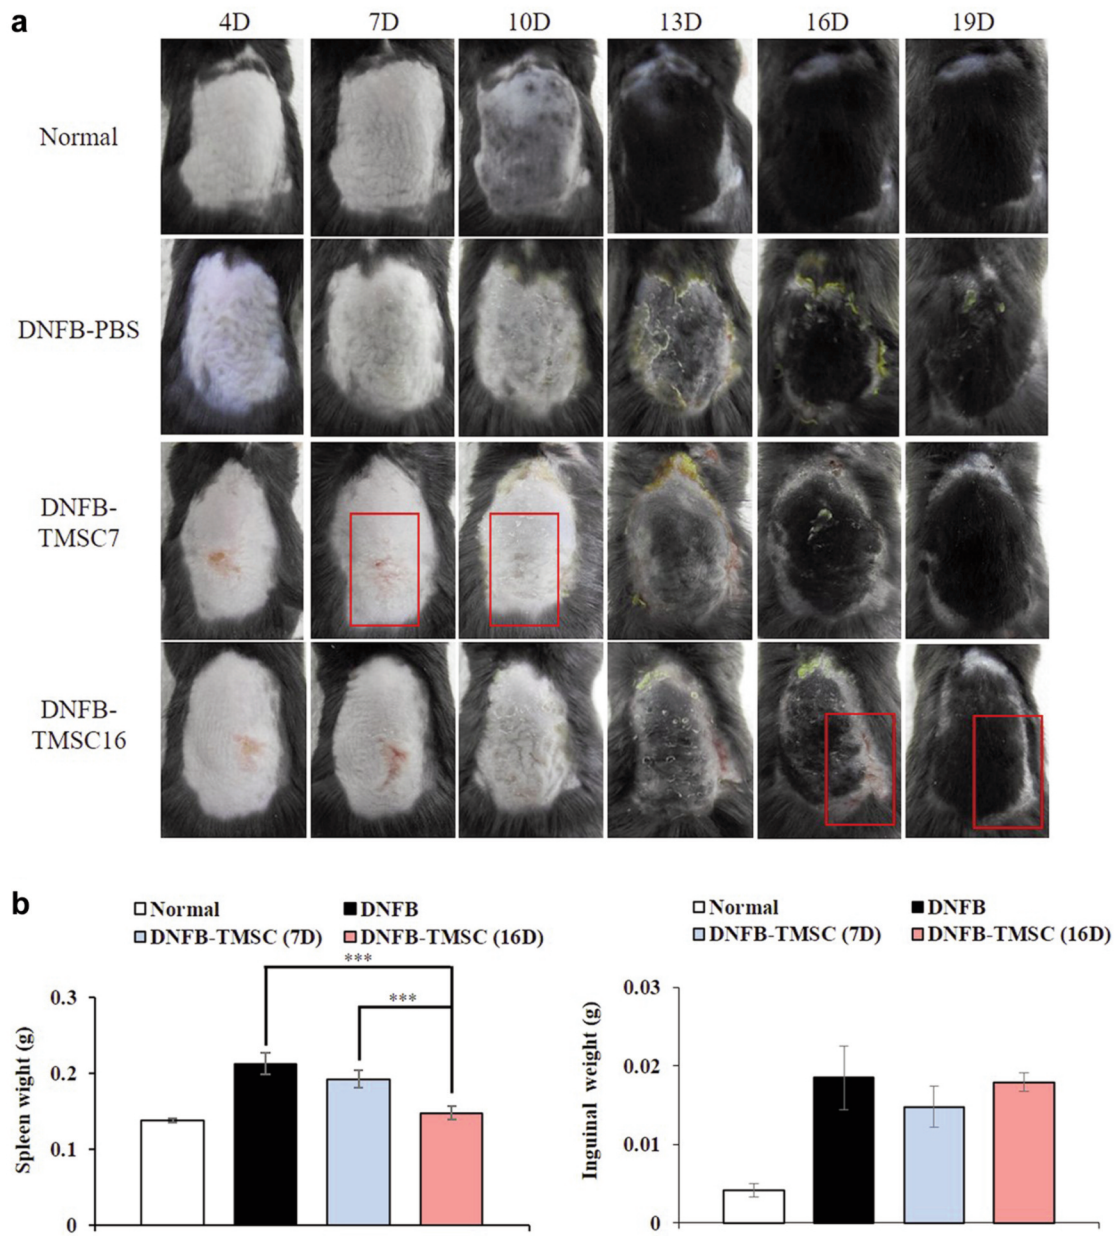 a
4D 7D 10D 13D 16D 19D
Normal
DNFB-PBS
DNFB-
TMSC7
DNFB-
TMSC16
b
Normal DNFB
DNFB-TMSC (7D) DNFB-TMSC (16D)
***
***
0.3
0.2
0.1
0
Spleen wight (g)
Normal DNFB
DNFB-TMSC (7D) DNFB-TMSC (16D)
0.03
0.02
0.01
0
Inguinal weight (g)